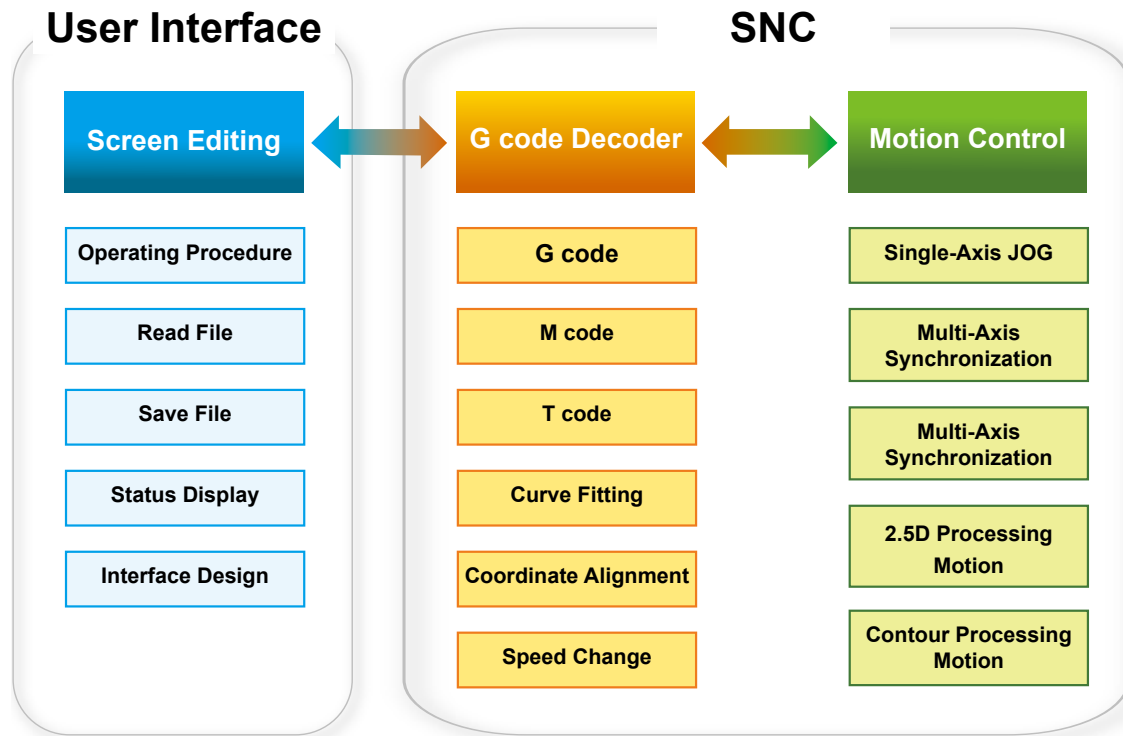 User Interface
SNC
Screen Editing
G code Decoder
Motion Control
Operating Procedure
Read File
Save File
Status Display
Interface Design
G code
M code
T code
Curve Fitting
Coordinate Alignment
Speed Change
Single-Axis JOG
Multi-Axis
Synchronization
Multi-Axis
Synchronization
2.5D Processing
Motion
Contour Processing
Motion